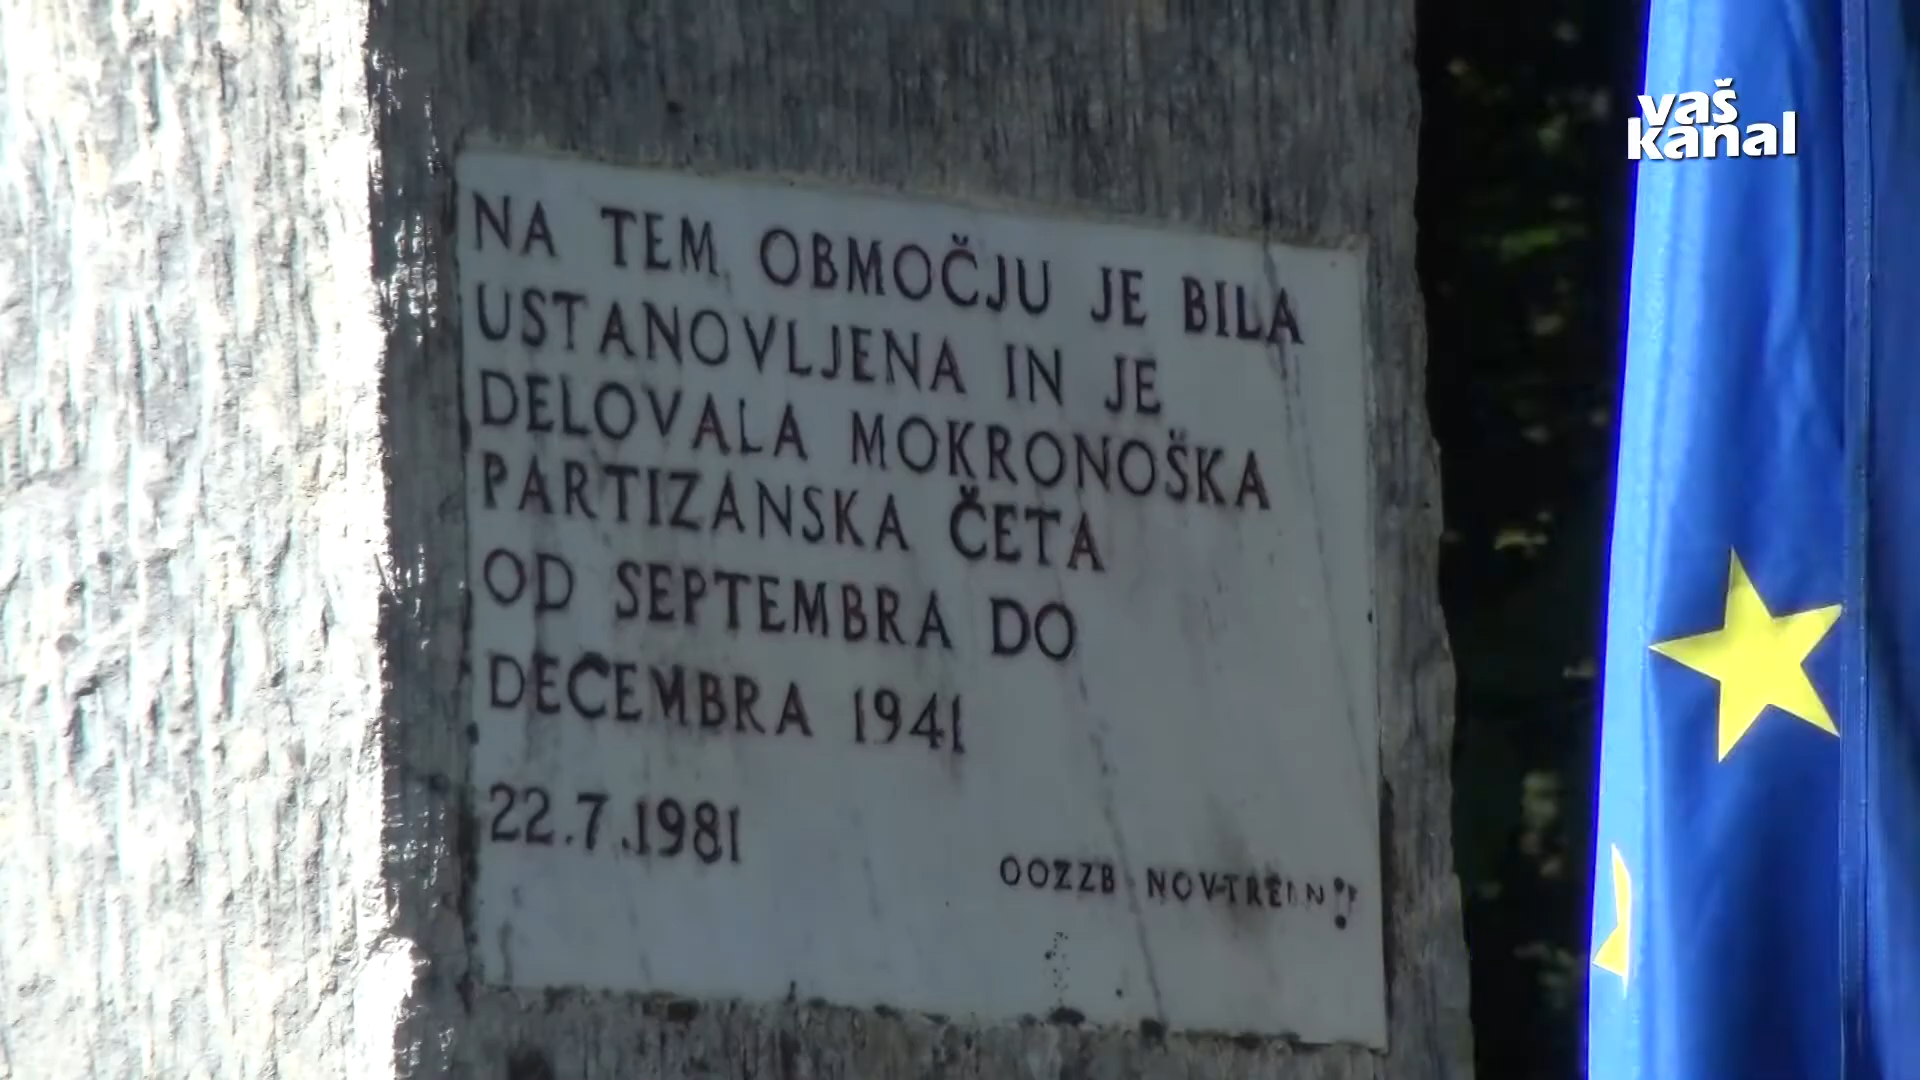 vaš
kanal
NA TEM OBMOČJU JE BILA
USTANOVLJENA IN JE
DELOVALA MOKRONOŠKA
PARTIZANSKA ČETA
OD SEPTEMBRA DO
DECEMBRA 1941
22.7.1981
OOZZB NOV